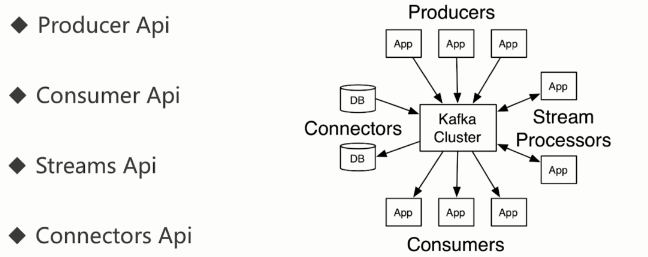 Producer Api
Consumer Api
Streams Api
Connectors Api
Producers
App App App
DB
App
Connectors
Kafka
Cluster
Stream
Processors
DB
App
App App App
Consumers